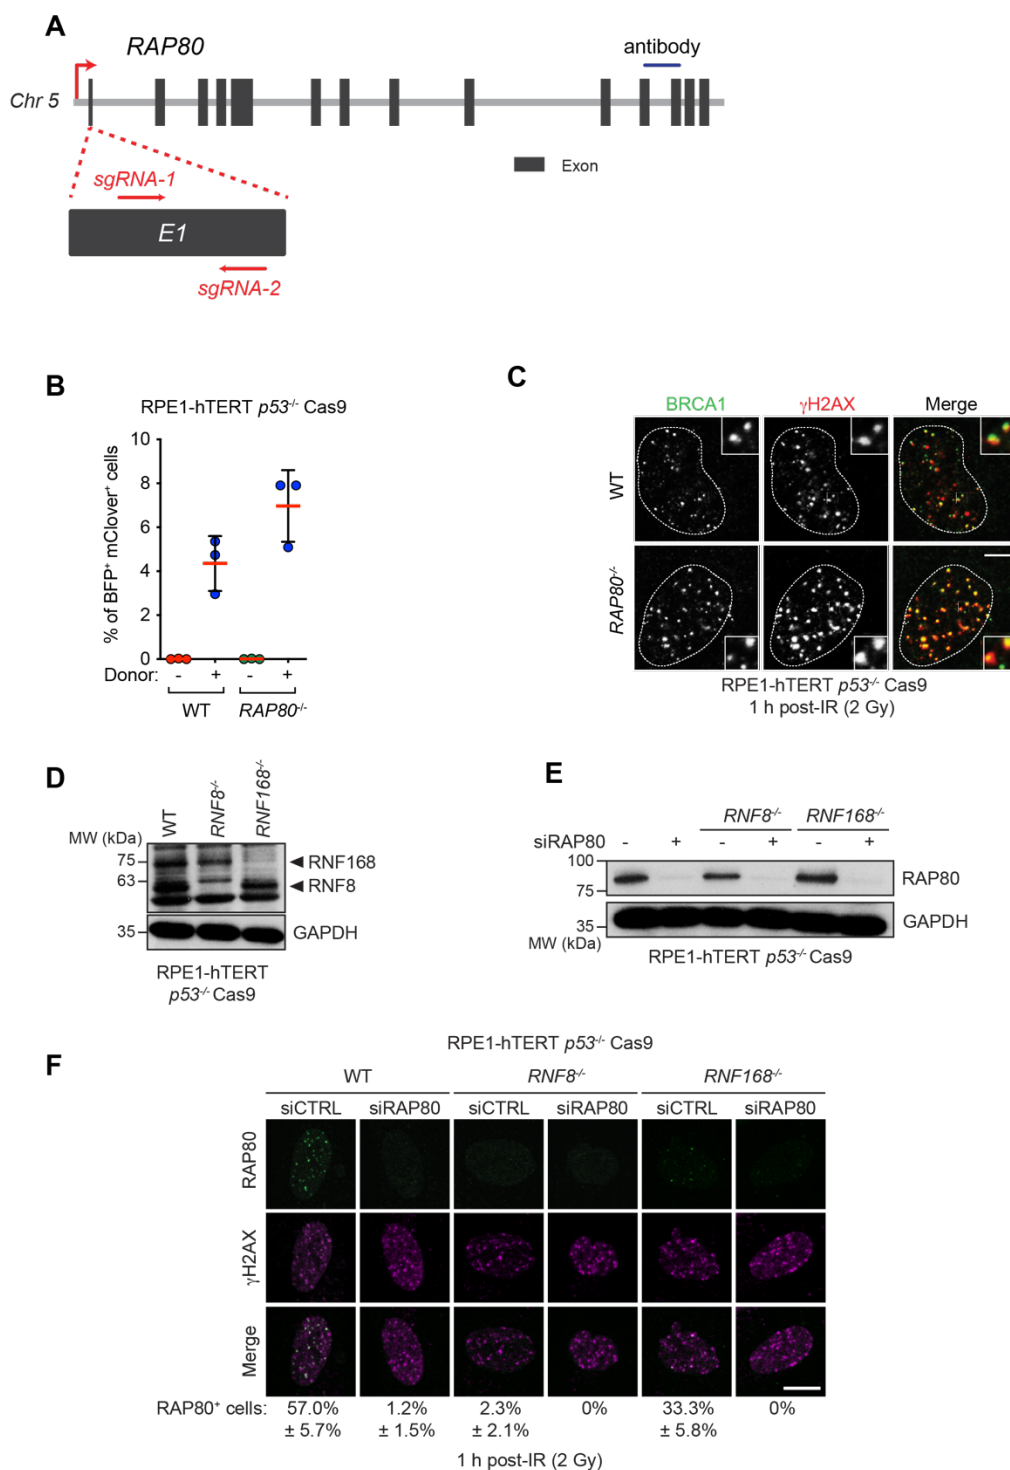 A
RAP80
antibody
Chr 5
Exon
sgRNA-1
E1
sgRNA-2
B
RPE1-hTERT p53-/- Cas9
% of BFP+ mClover+ cells
10
8
6
4
2
0
Donor: - + - +
WT RAP80-/-
C
BRCA1 γH2AX Merge
WT
RAP80-/-
RPE1-hTERT p53-/- Cas9
1 h post-IR (2 Gy)
D
WT RNF8-/- RNF168-/-
MW (kDa)
75 RNF168
63 RNF8
35 GAPDH
RPE1-hTERT
p53-/- Cas9
E
RNF8-/- RNF168-/-
siRAP80 - + - + - +
100
75 RAP80
50
35 GAPDH
MW (kDa)
RPE1-hTERT p53-/- Cas9
F
RPE1-hTERT p53-/- Cas9
WT RNF8-/- RNF168-/-
siCTRL siRAP80 siCTRL siRAP80 siCTRL siRAP80
RAP80
γH2AX
Merge
RAP80+ cells: 57.0% 1.2% 2.3% 0% 33.3% 0%
± 5.7% ± 1.5% ± 2.1% ± 5.8%
1 h post-IR (2 Gy)